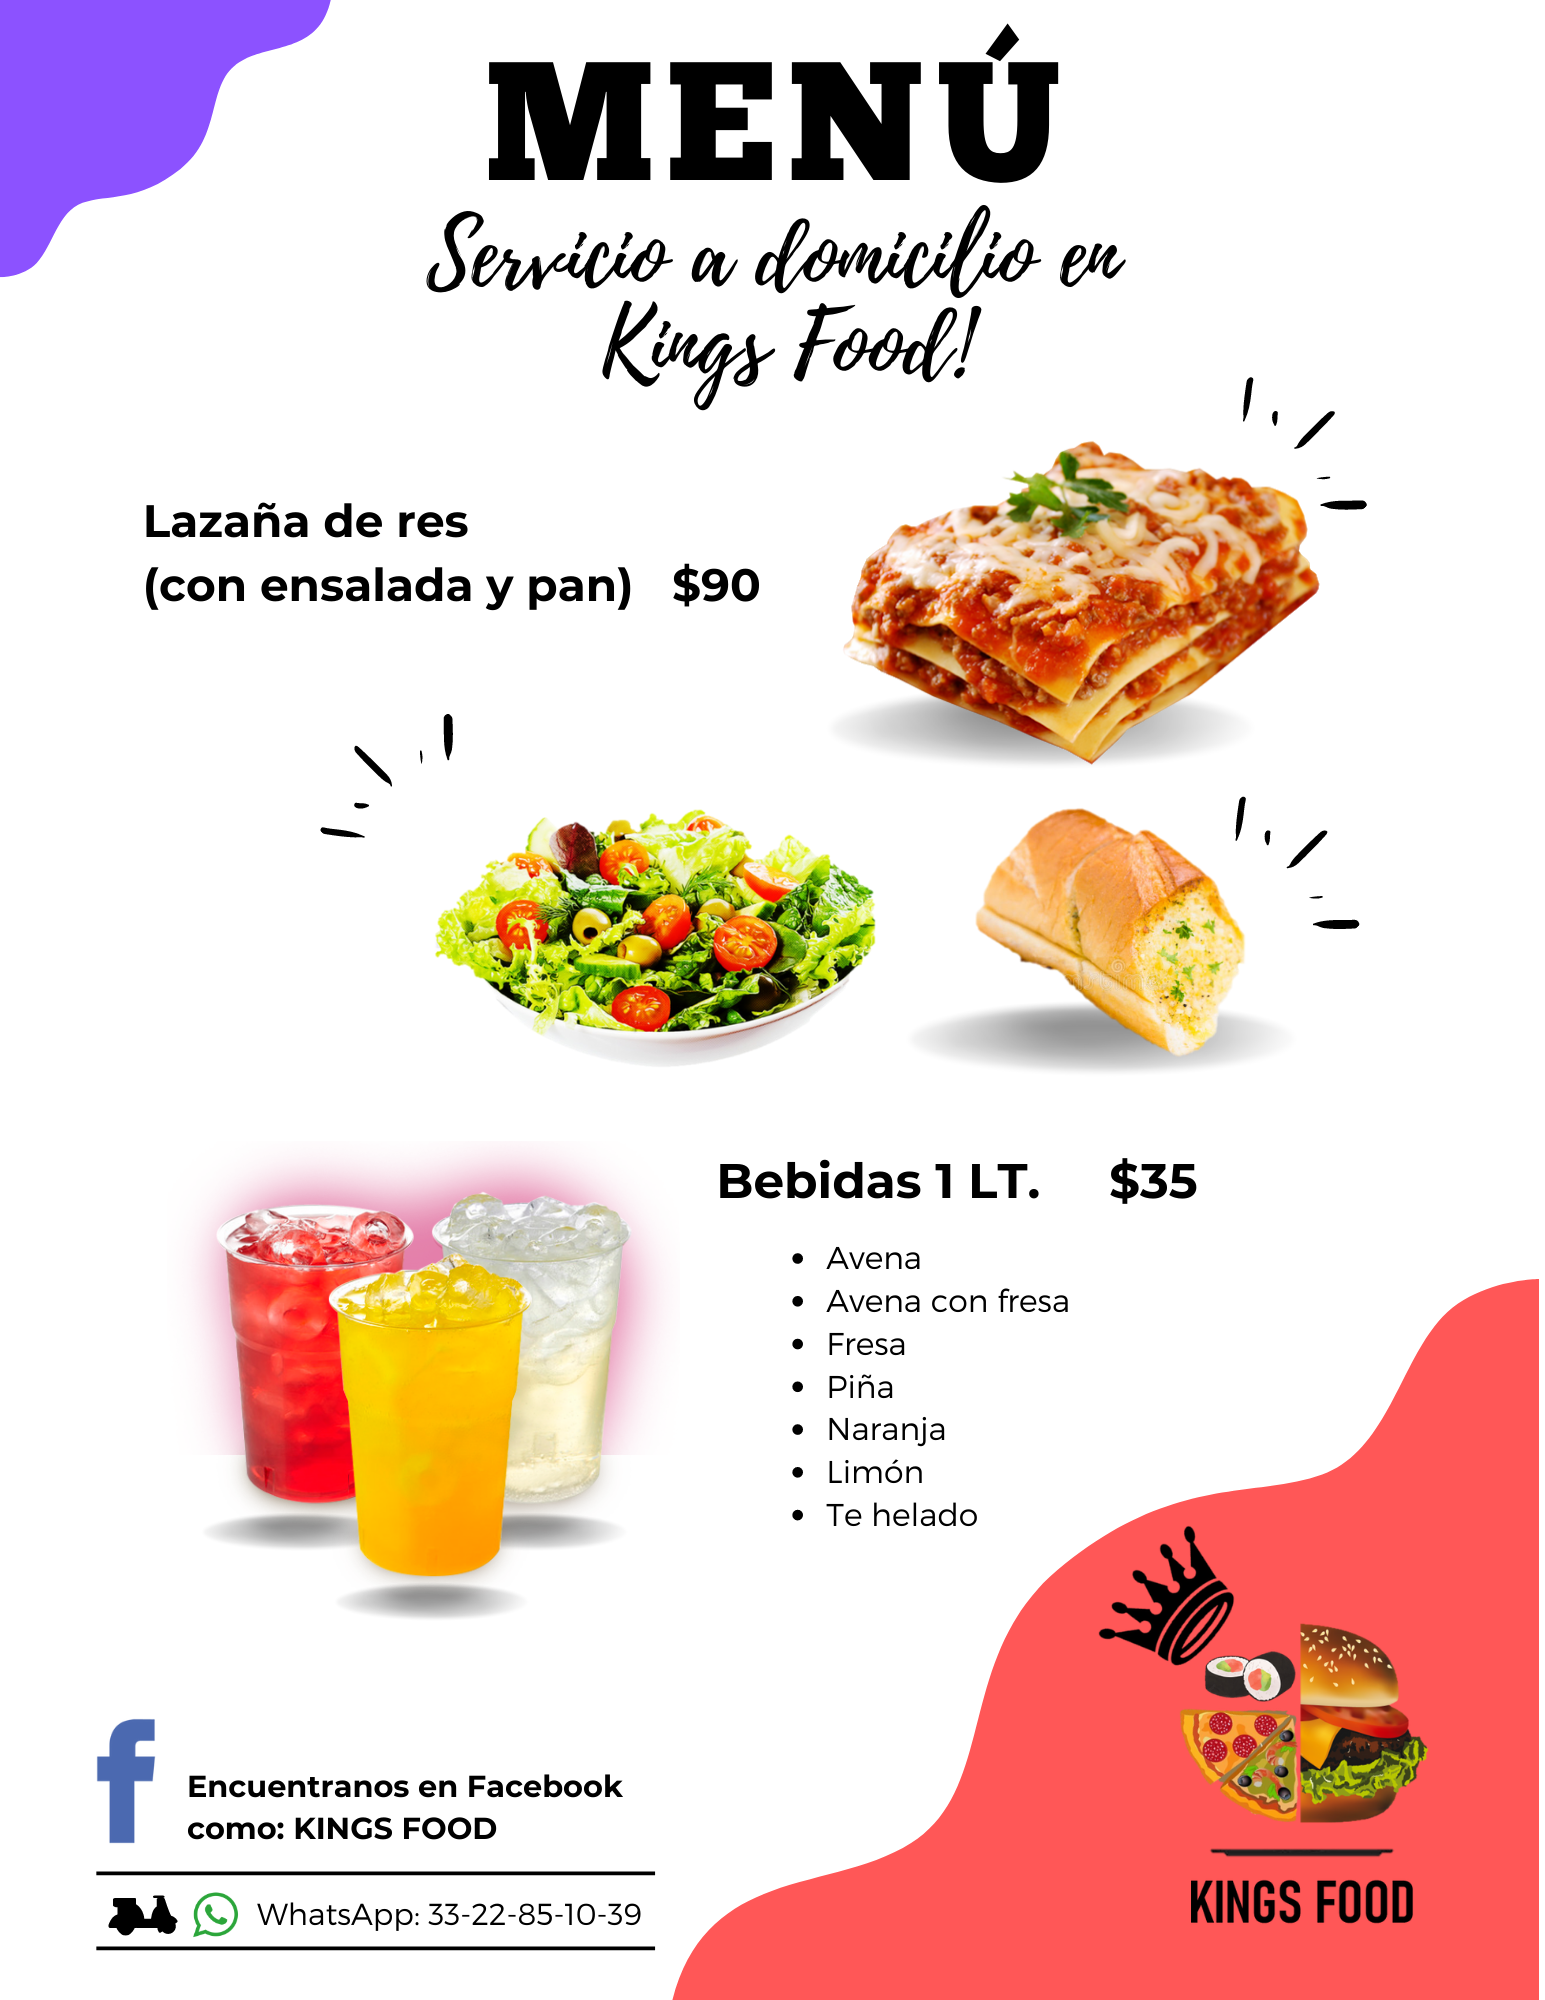 MENÚ
Servicio a domicilio en
Kings Food!
Lazaña de res
(con ensalada y pan) $90
Bebidas 1 LT. $35
• Avena
• Avena con fresa
• Fresa
• Piña
• Naranja
• Limón
• Te helado
Encuentranos en Facebook
como: KINGS FOOD
WhatsApp: 33-22-85-10-39
KINGS FOOD